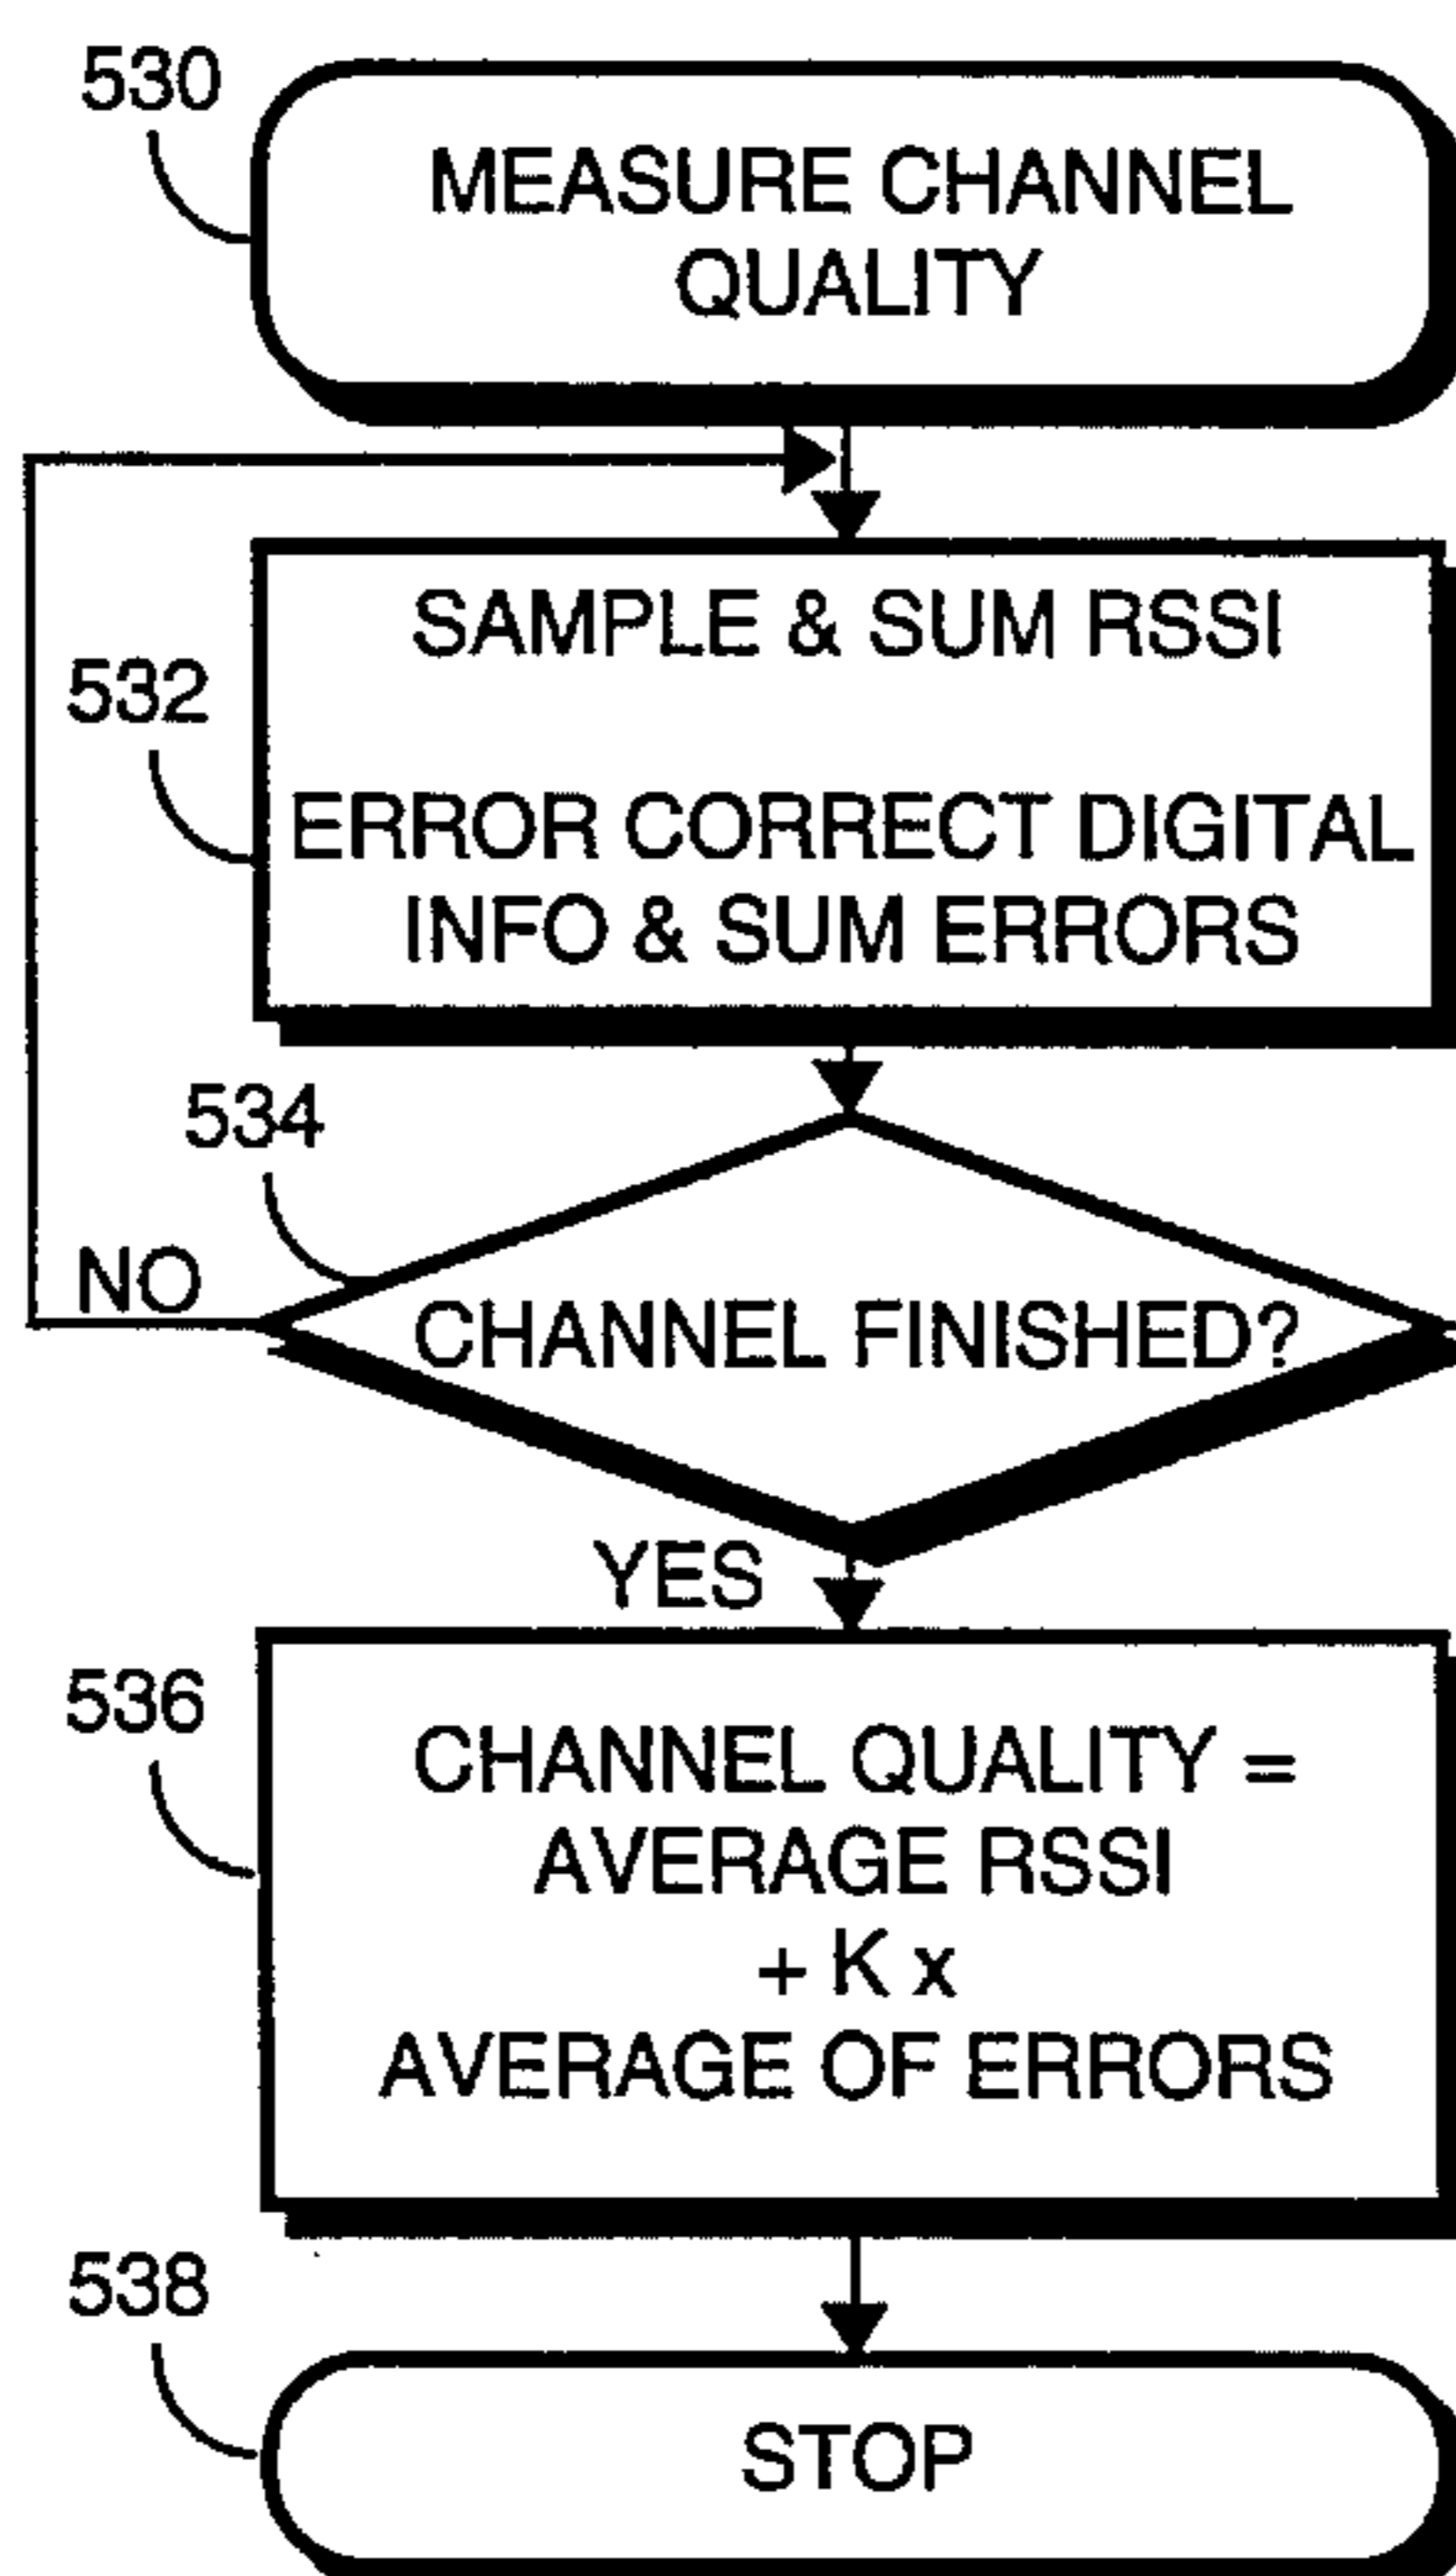 530
MEASURE CHANNEL
QUALITY
532
SAMPLE & SUM RSSI
ERROR CORRECT DIGITAL
INFO & SUM ERRORS
534
NO
CHANNEL FINISHED?
YES
536
CHANNEL QUALITY =
AVERAGE RSSI
+ K x
AVERAGE OF ERRORS
538
STOP